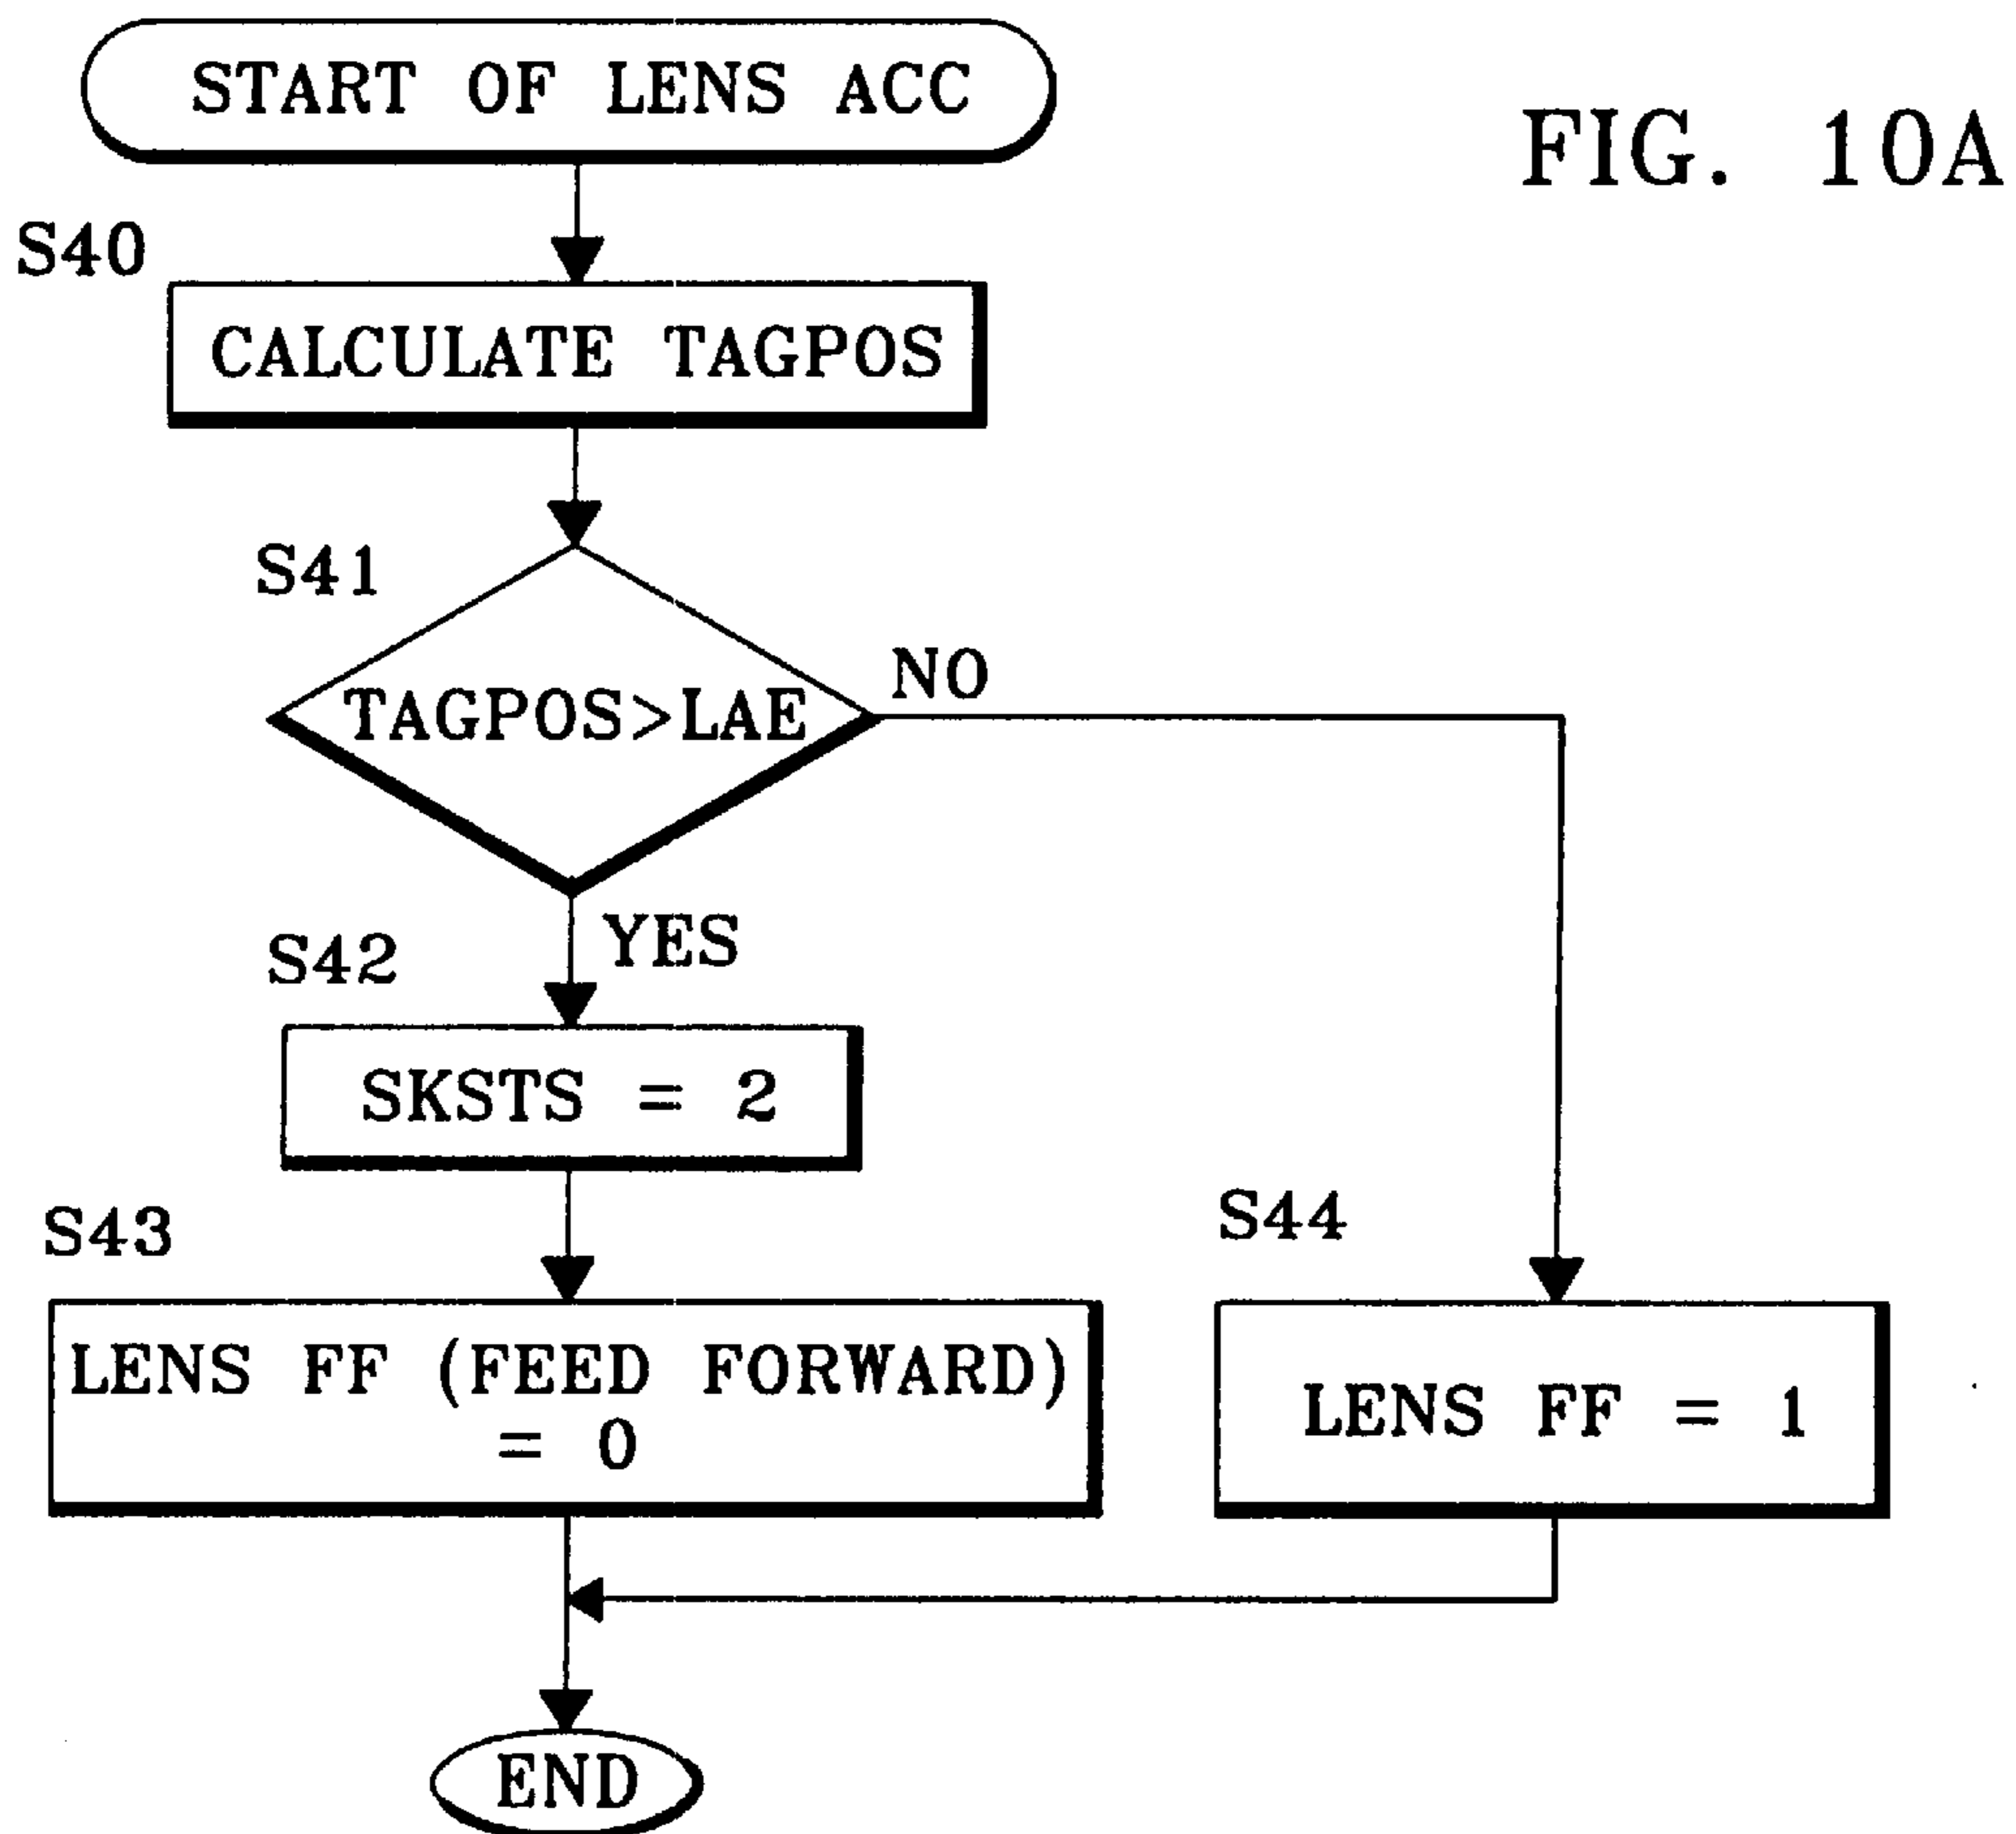 START OF LENS ACC
FIG. 10A
S40
CALCULATE TAGPOS
S41
TAGPOS>LAE
NO
YES
S42
SKSTS = 2
S43
LENS FF (FEED FORWARD)
= 0
S44
LENS FF = 1
END